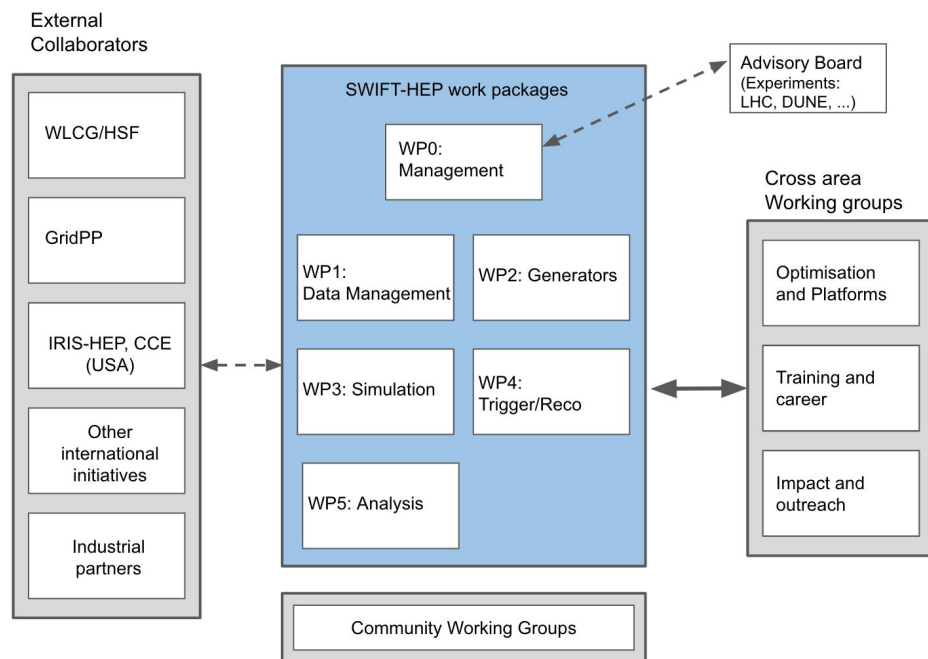 External
Collaborators
WLCG/HSF
GridPP
IRIS-HEP, CCE
(USA)
Other
international
initiatives
Industrial
partners
SWIFT-HEP work packages
WP0:
Management
WP1:
Data Management
WP2: Generators
WP3: Simulation
WP4:
Trigger/Reco
WP5: Analysis
Community Working Groups
Advisory Board
(Experiments:
LHC, DUNE, ...)
Cross area
Working groups
Optimisation
and Platforms
Training and
career
Impact and
outreach